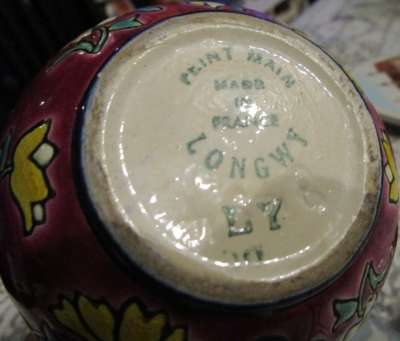 PEINT MAIN
MADE
IN
FRANCE
LONGWY